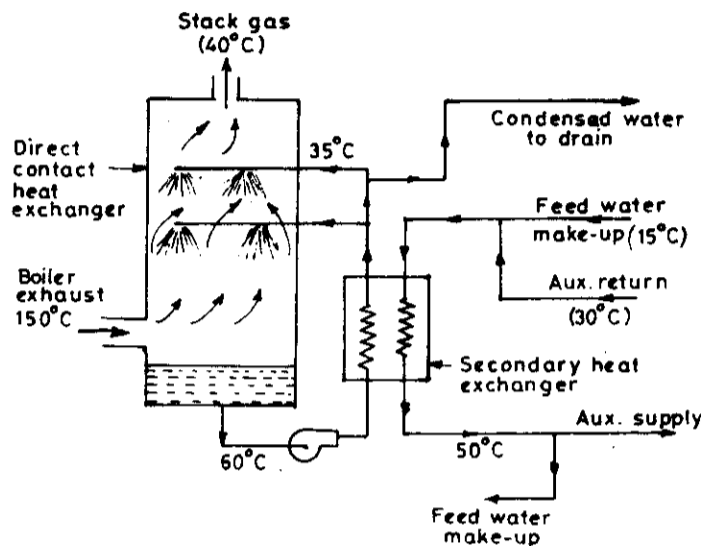 Stack gas
(40°C)
Direct
contact
heat
exchanger
35°C
Condensed water
to drain
Feed water
make-up (15°C)
Boiler
exhaust
150°C
Aux. return
(30°C)
Secondary heat
exchanger
60°C
50°C
Aux. supply
Feed water
make-up